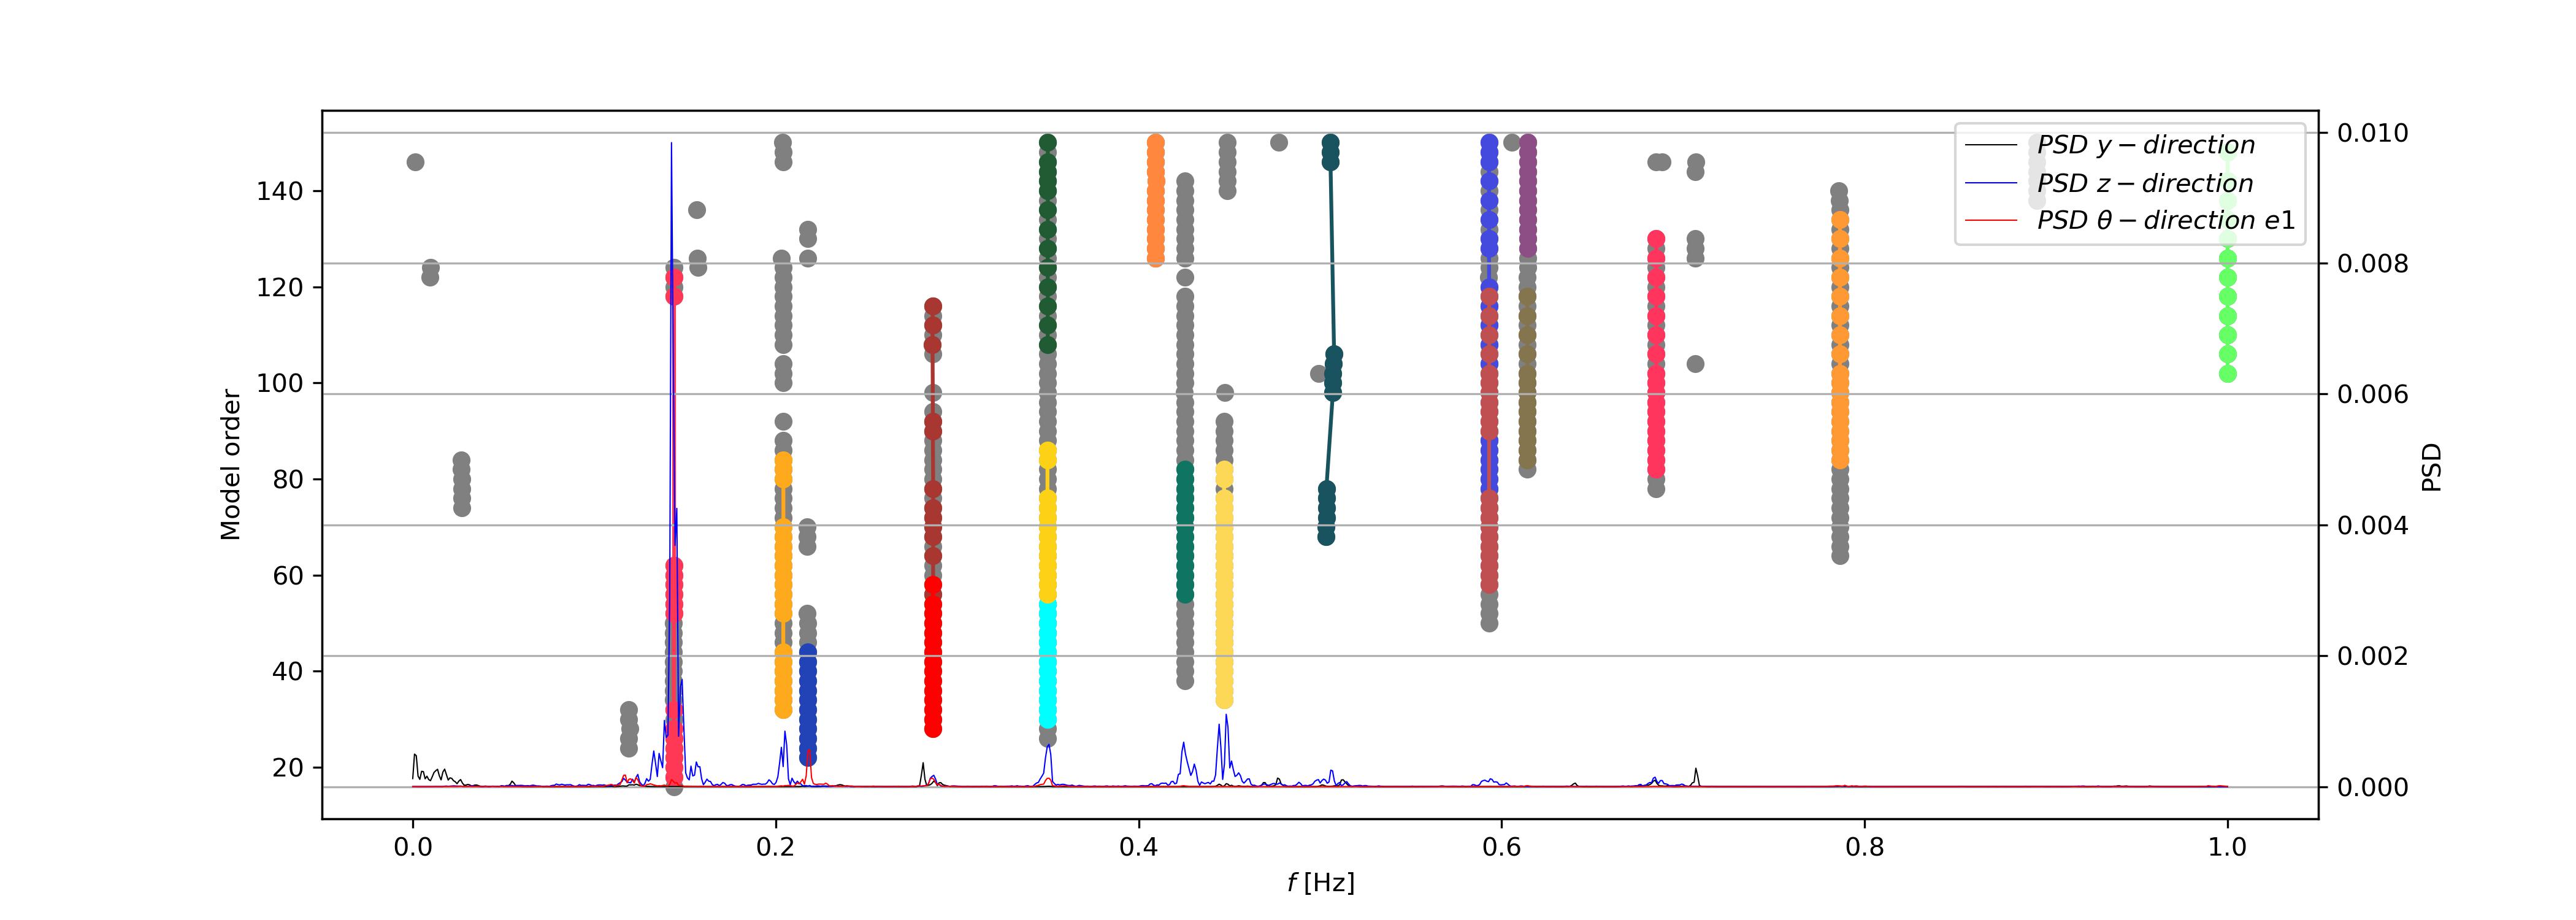 PSD y − direction
PSD z − direction
PSD θ − direction e1
140
120
100
80
60
40
20
Model order
0.010
0.008
0.006
0.004
0.002
0.000
PSD
0.0 0.2 0.4 0.6 0.8 1.0
f [Hz]